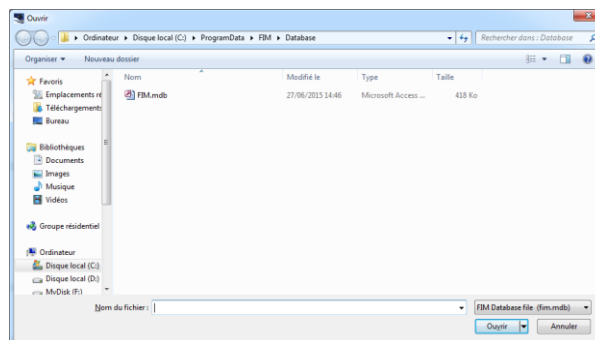 Ouvrir
Ordinateur ▸ Disque local (C:) ▸ ProgramData ▸ FIM ▸ Database
Rechercher dans : Database
Organiser ▾ Nouveau dossier
Favoris
Emplacements ré
Téléchargements
Bureau
Bibliothèques
Documents
Images
Musique
Vidéos
Groupe résidentiel
Ordinateur
Disque local (C:)
Disque local (D:)
MyDisk (F:)
Nom Modifié le Type Taille
FIM.mdb 27/06/2015 14:46 Microsoft Access ... 418 Ko
Nom du fichier :
FIM Database file (fim.mdb)
Ouvrir Annuler